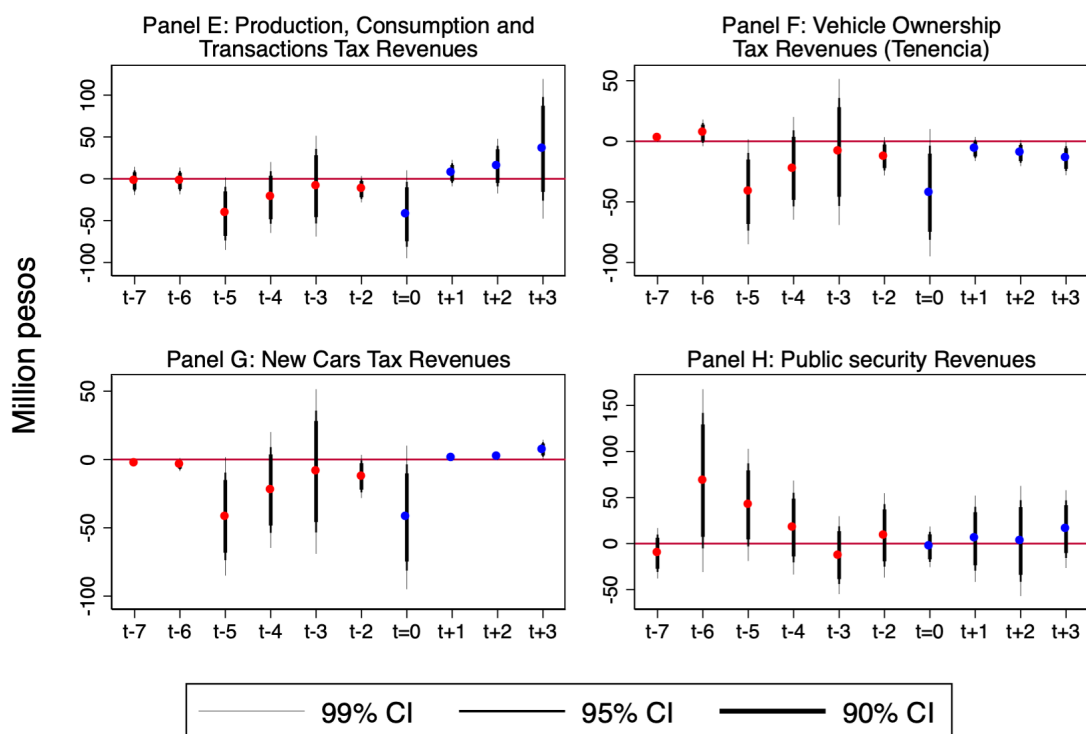 Panel E: Production, Consumption and
Transactions Tax Revenues
100
50
0
-50
-100
t-7 t-6 t-5 t-4 t-3 t-2 t=0 t+1 t+2 t+3
Panel F: Vehicle Ownership
Tax Revenues (Tenencia)
50
0
-50
-100
t-7 t-6 t-5 t-4 t-3 t-2 t=0 t+1 t+2 t+3
Million pesos
Panel G: New Cars Tax Revenues
50
0
-50
-100
t-7 t-6 t-5 t-4 t-3 t-2 t=0 t+1 t+2 t+3
Panel H: Public security Revenues
150
100
50
0
-50
t-7 t-6 t-5 t-4 t-3 t-2 t=0 t+1 t+2 t+3
99% CI 95% CI 90% CI